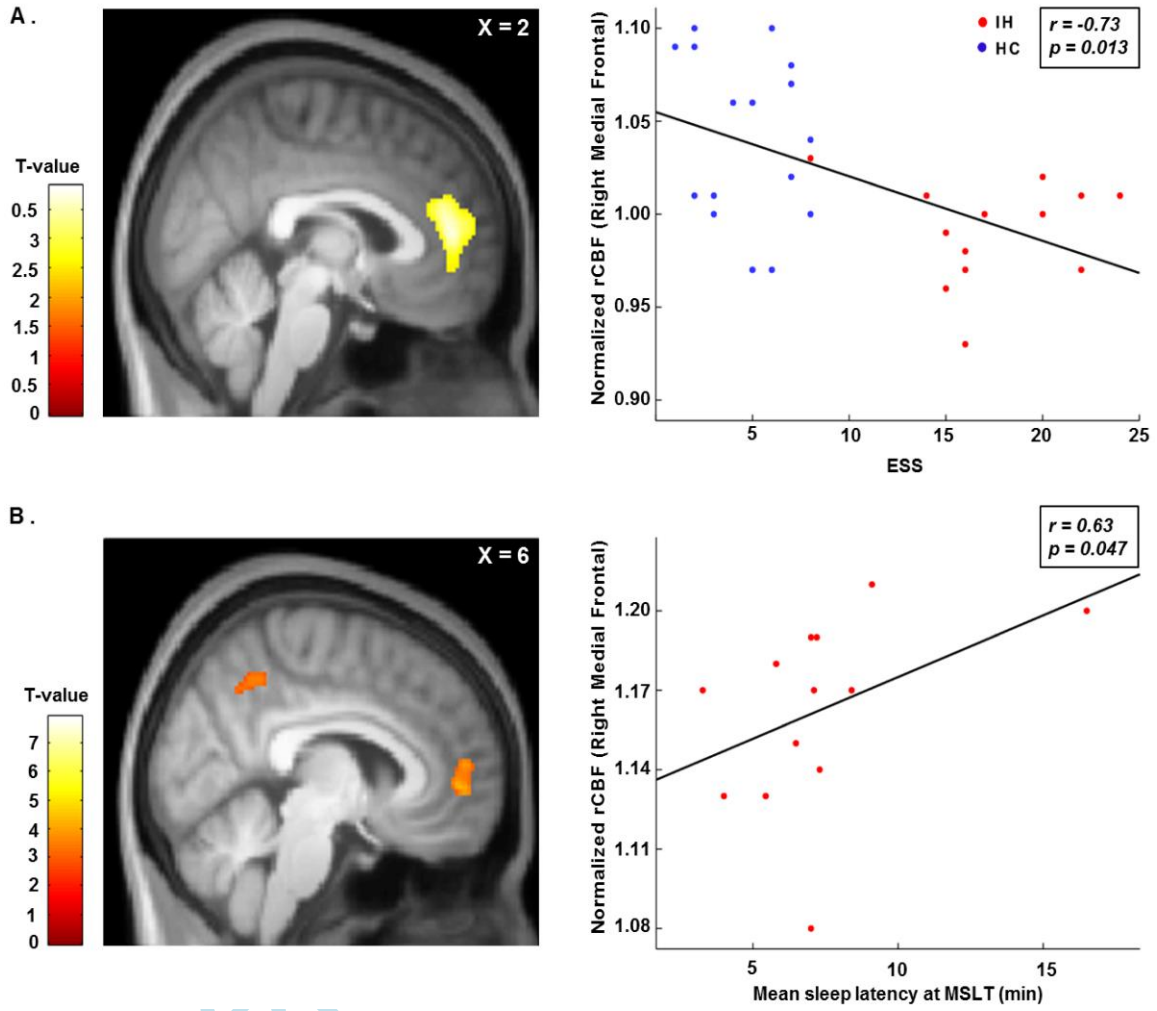 A .
X = 2
T-value
0.5
3
2.5
2
1.5
1
0.5
0
IH
HC
r = -0.73
p = 0.013
Normalized rCBF (Right Medial Frontal)
1.10
1.05
1.00
0.95
0.90
5
10
15
20
25
ESS
B .
X = 6
T-value
7
6
5
4
3
2
1
0
r = 0.63
p = 0.047
Normalized rCBF (Right Medial Frontal)
1.20
1.17
1.14
1.11
1.08
5
10
15
Mean sleep latency at MSLT (min)